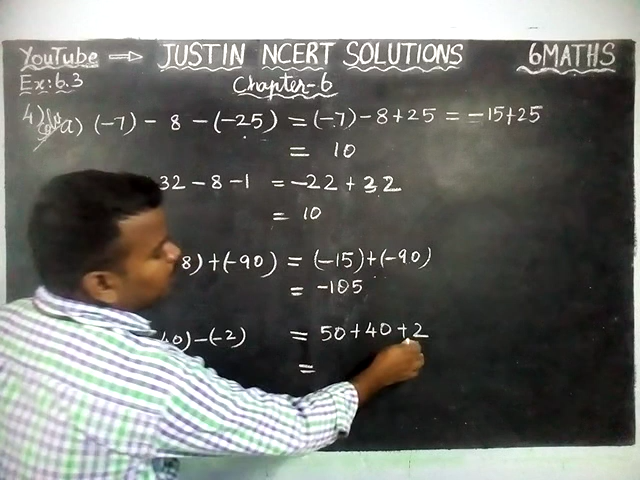 YouTube → JUSTIN NCERT SOLUTIONS 6MATHS
Ex:6.3 Chapter-6
4) Soln a) (-7) - 8 - (-25) = (-7) - 8 + 25 = -15+25
= 10
32 - 8 - 1 = -22 + 32
= 10
8) + (-90) = (-15) + (-90)
= -105
40) - (-2) = 50 + 40 + 2
=